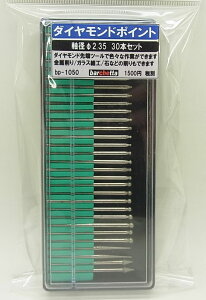 ダイヤモンドポイント
軸径φ2.35 30本セット
ダイヤモンド先端ツールで色々な作業ができます
金属削り/ガラス細工/石などの削りもできます
bp-1050 barchetta 1500円 税別